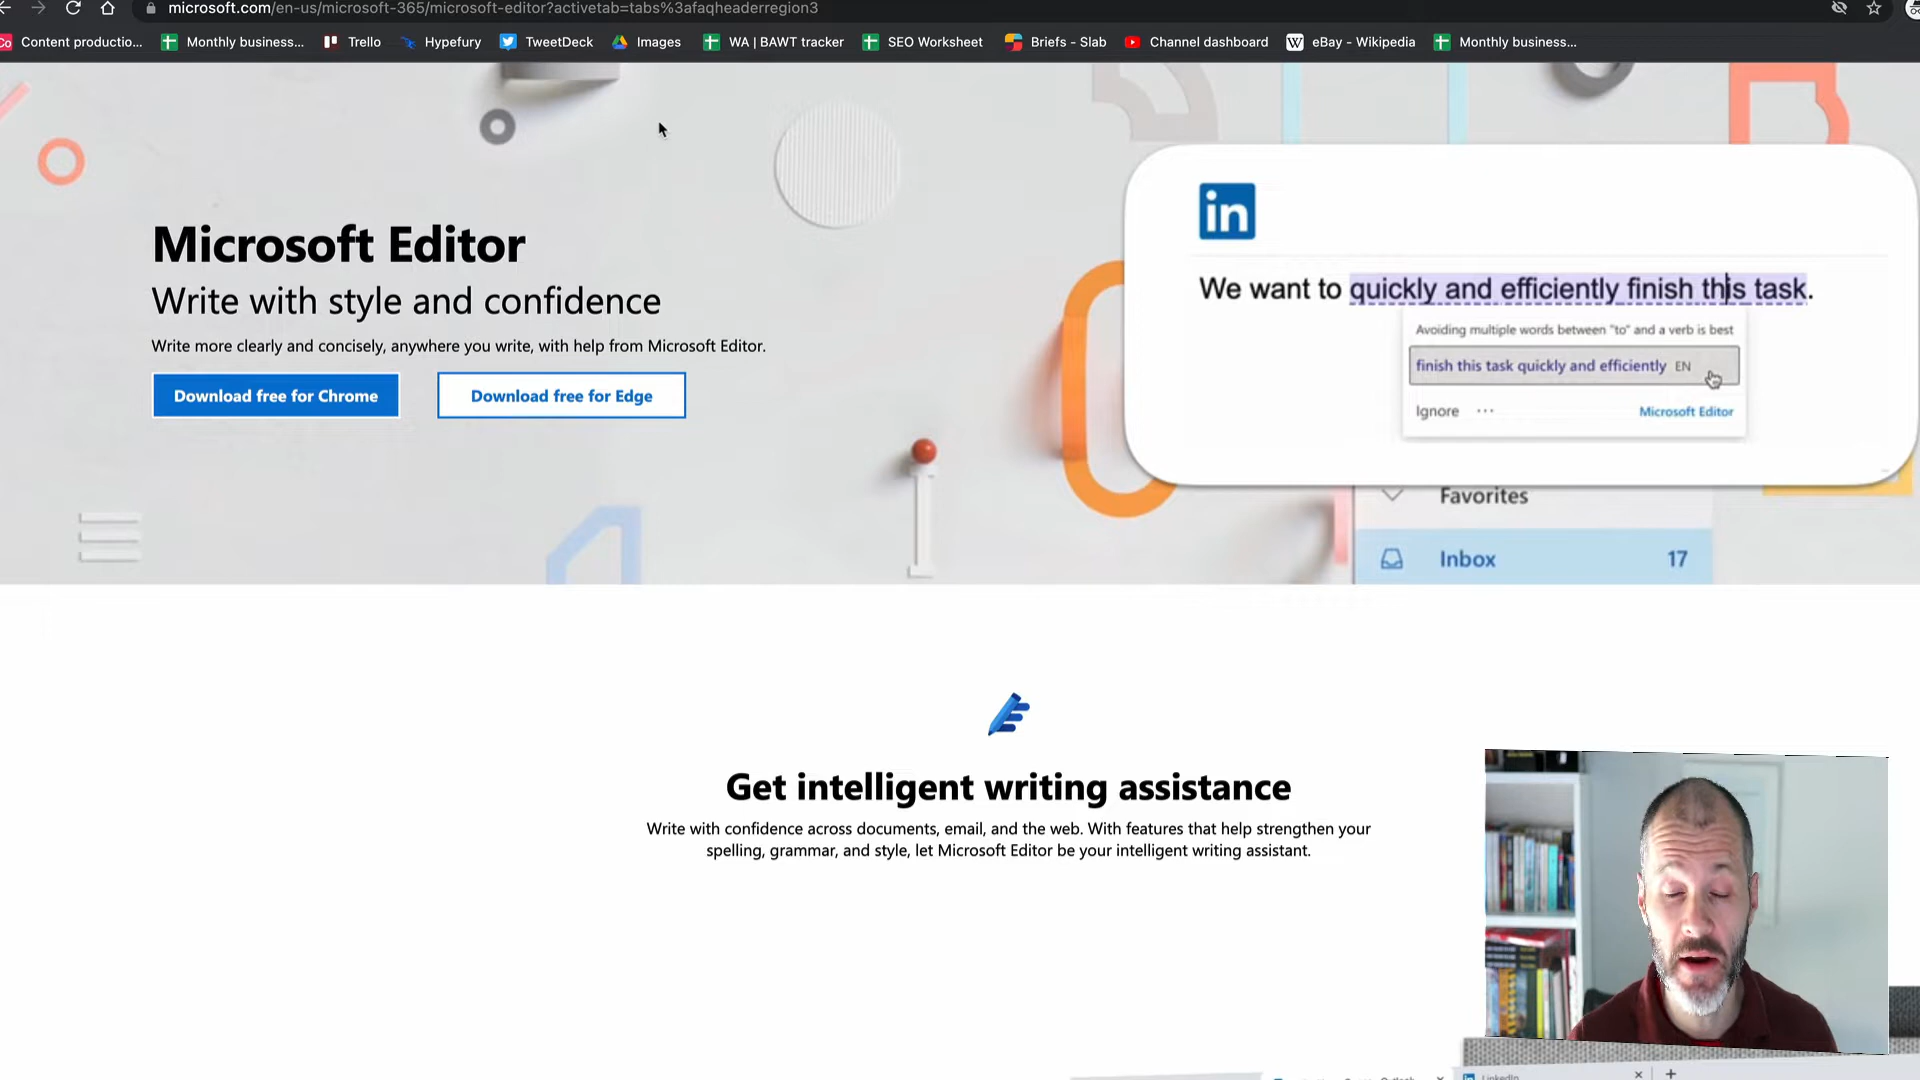 microsoft.com/en-us/microsoft-365/microsoft-editor?activetab=tabs%3afaqheaderregion3
Content productio... Monthly business... Trello Hypefury TweetDeck Images WA | BAWT tracker SEO Worksheet Briefs - Slab Channel dashboard W eBay - Wikipedia Monthly business...
Microsoft Editor
Write with style and confidence
Write more clearly and concisely, anywhere you write, with help from Microsoft Editor.
Download free for Chrome Download free for Edge
in
We want to quickly and efficiently finish this task.
Avoiding multiple words between "to" and a verb is best
finish this task quickly and efficiently EN
Ignore ... Microsoft Editor
Favorites
Inbox 17
Get intelligent writing assistance
Write with confidence across documents, email, and the web. With features that help strengthen your
spelling, grammar, and style, let Microsoft Editor be your intelligent writing assistant.
in LinkedIn